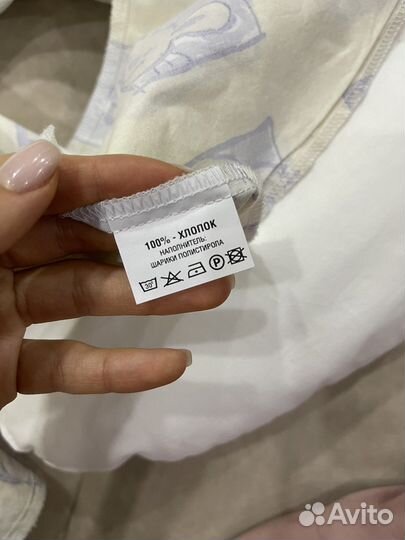 100% - ХЛОПОК
НАПОЛНИТЕЛЬ:
ШАРИКИ ПОЛИСТИРОЛА
30°
P
Avito